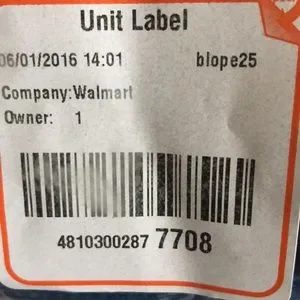 Unit Label
06/01/2016 14:01 blope25
Company:Walmart
Owner: 1
4810300287 7708